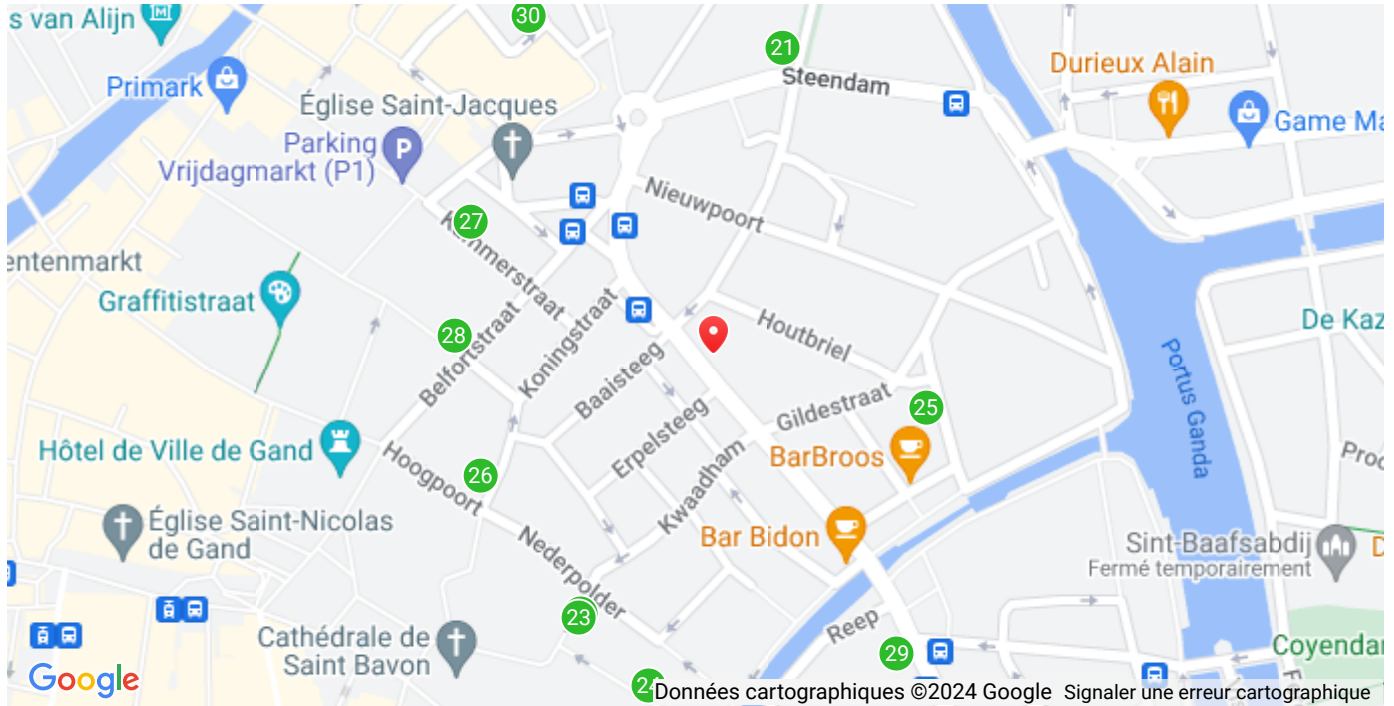 s van Alijn
30
21
Steendam
Durieux Alain
Primark
Église Saint-Jacques
Game Ma
Parking
Vrijdagmarkt (P1)
P
Nieuwpoort
27
entenmarkt
Graffitistraat
28
Belfortstraat
Koningstraat
Baaisteeg
Houtbriel
De Kaz
Portus Ganda
Hôtel de Ville de Gand
Hoogpoort
26
Erpelsteeg
Kwaadham
Gildestraat
25
BarBroos
Proo
Église Saint-Nicolas
de Gand
Nederpolder
Bar Bidon
Sint-Baafsabdij
Fermé temporairement
D
23
Cathédrale de
Saint Bavon
Reep
29
Coyendar
Google
Données cartographiques ©2024 Google
Signaler une erreur cartographique